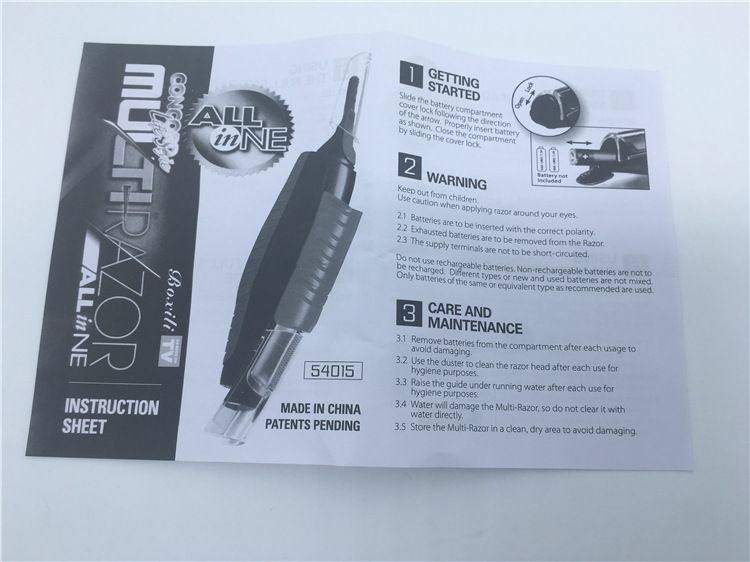 CONGO Classic
MULTI RAZOR
ALL in NE
Boxili
TV
INSTRUCTION
SHEET
ALL
in NE
54015
MADE IN CHINA
PATENTS PENDING
1 GETTING
STARTED
Slide the battery compartment
cover lock following the direction
of the arrow. Properly insert battery
as shown. Close the compartment
by sliding the cover lock.
Open Lock
Battery not
Included
2 WARNING
Keep out from children.
Use caution when applying razor around your eyes.
2.1 Batteries are to be inserted with the correct polarity.
2.2 Exhausted batteries are to be removed from the Razor.
2.3 The supply terminals are not to be short-circuited.
Do not use rechargeable batteries. Non-rechargeable batteries are not to
be recharged. Different types or new and used batteries are not mixed.
Only batteries of the same or equivalent type as recommended are used.
3 CARE AND
MAINTENANCE
3.1 Remove batteries from the compartment after each usage to
avoid damaging.
3.2 Use the duster to clean the razor head after each use for
hygiene purposes.
3.3 Raise the guide under running water after each use for
hygiene purposes.
3.4 Water will damage the Multi-Razor, so do not clear it with
water directly.
3.5 Store the Multi-Razor in a clean, dry area to avoid damaging.